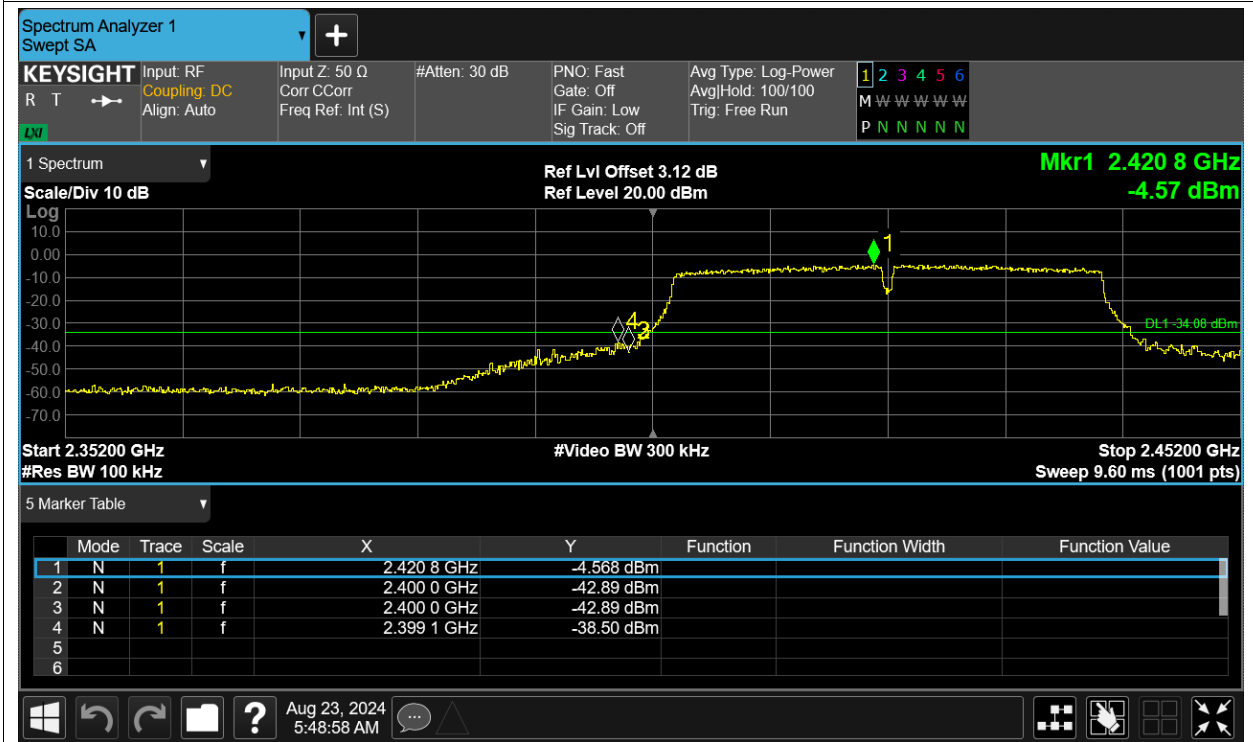 Spectrum Analyzer 1
Swept SA
+
KEYSIGHT
R T
LXI
Input: RF
Coupling: DC
Align: Auto
Input Z: 50 Ω
Corr CCorr
Freq Ref: Int (S)
#Atten: 30 dB
PNO: Fast
Gate: Off
IF Gain: Low
Sig Track: Off
Avg Type: Log-Power
Avg|Hold: 100/100
Trig: Free Run
1 2 3 4 5 6
M W W W W W
P N N N N N
1 Spectrum
Scale/Div 10 dB
Ref Lvl Offset 3.12 dB
Ref Level 20.00 dBm
Mkr1 2.420 8 GHz
-4.57 dBm
Log
10.0
0.00
-10.0
-20.0
-30.0
-40.0
-50.0
-60.0
-70.0
1
4
DL1 -34.08 dBm
Start 2.35200 GHz
#Res BW 100 kHz
#Video BW 300 kHz
Stop 2.45200 GHz
Sweep 9.60 ms (1001 pts)
5 Marker Table
Mode Trace Scale X Y Function Function Width Function Value
1 N 1 f 2.420 8 GHz -4.568 dBm
2 N 1 f 2.400 0 GHz -42.89 dBm
3 N 1 f 2.400 0 GHz -42.89 dBm
4 N 1 f 2.399 1 GHz -38.50 dBm
5
6
?
Aug 23, 2024
5:48:58 AM